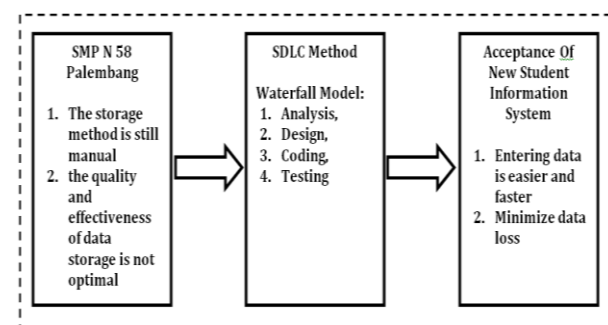 SMP N 58
Palembang
1. The storage
method is still
manual
2. the quality
and
effectiveness
of data
storage is not
optimal
SDLC Method
Waterfall Model:
1. Analysis,
2. Design,
3. Coding,
4. Testing
Acceptance Of
New Student
Information
System
1. Entering data
is easier and
faster
2. Minimize data
loss